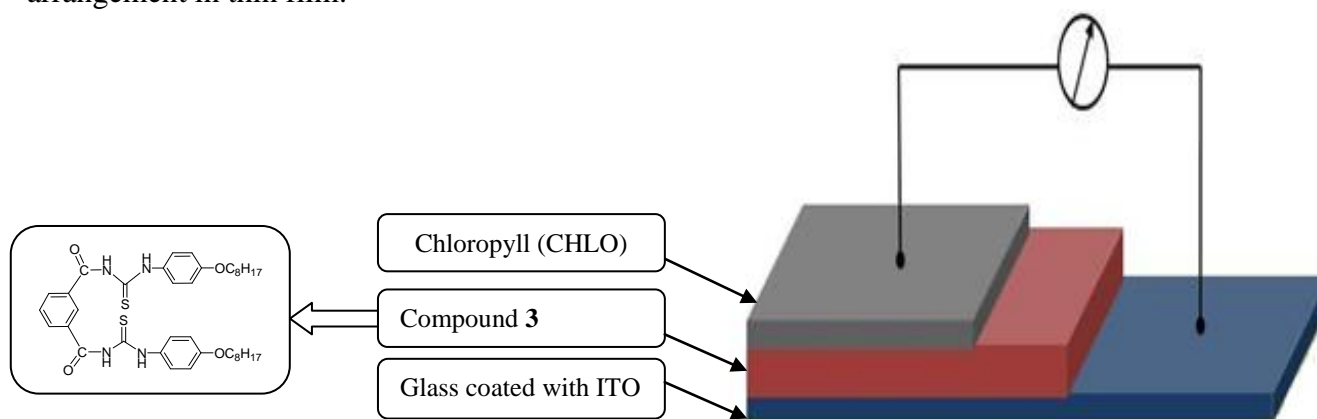 arrangement in thin film.
Chloropyll (CHLO)
Compound 3
Glass coated with ITO
O
C
H
N
H
N
S
OC8H17
S
C
O
N
H
N
H
OC8H17